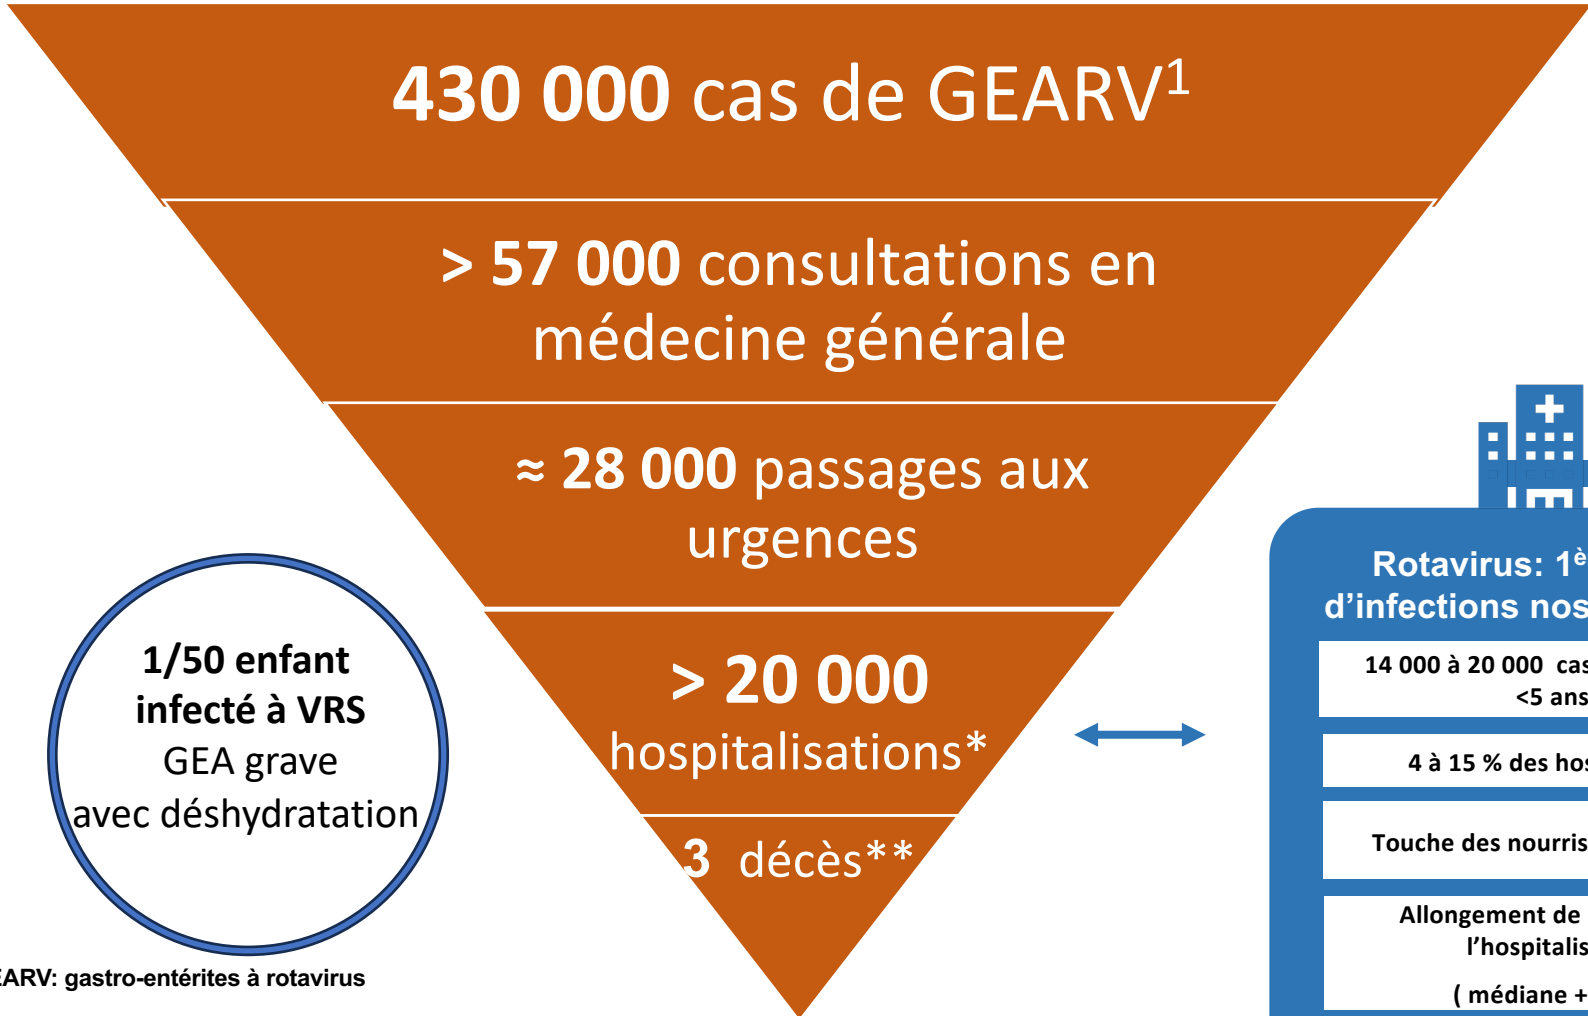 430 000 cas de GEARV1
> 57 000 consultations en
médecine générale
≈ 28 000 passages aux
urgences
> 20 000
hospitalisations*
3 décès**
1/50 enfant
infecté à VRS
GEA grave
avec déshydratation
EARV: gastro-entérites à rotavirus
Rotavirus: 1è
d’infections nos
14 000 à 20 000 cas
<5 ans
4 à 15 % des hos
Touche des nourris
Allongement de
l’hospitalis
( médiane +